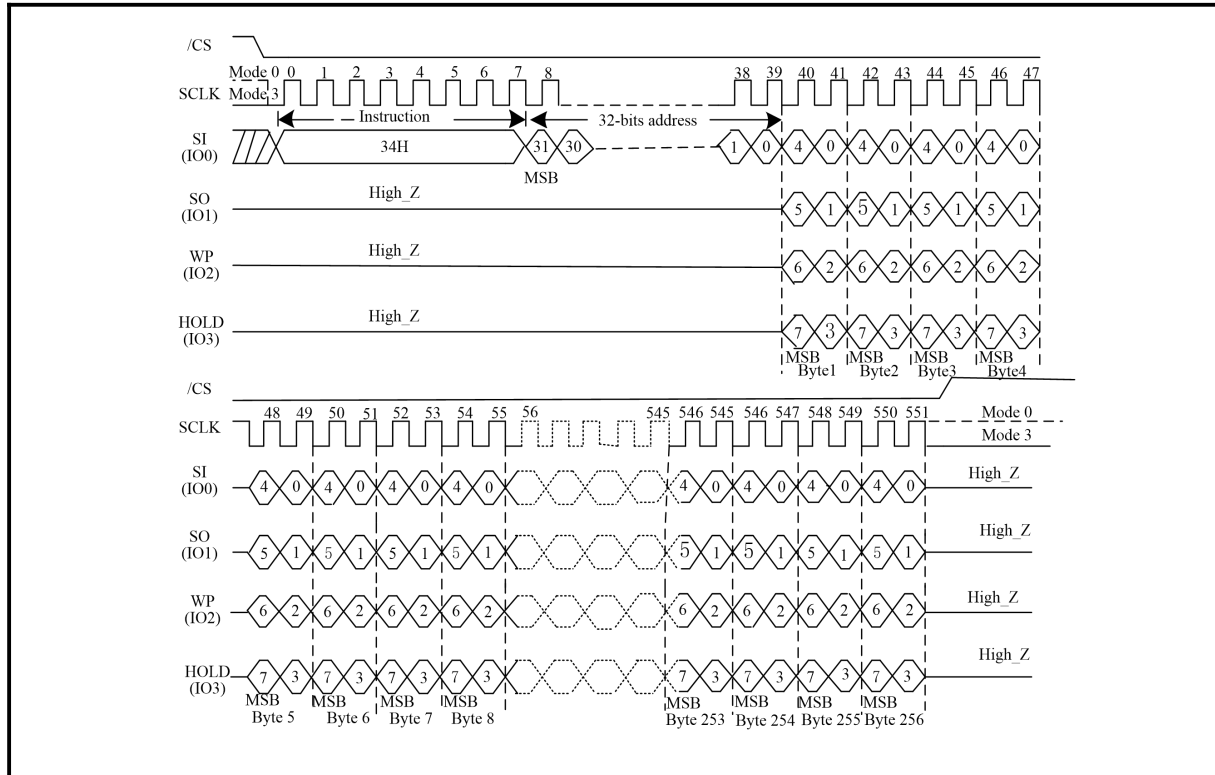 /CS
Mode 0 0 1 2 3 4 5 6 7 8 38 39 40 41 42 43 44 45 46 47
SCLK Mode 3
Instruction 32-bits address
SI
(IO0) 34H 31 30 1 0 4 0 4 0 4 0 4 0
MSB
SO
(IO1) High_Z 5 1 5 1 5 1 5 1
WP
(IO2) High_Z 6 2 6 2 6 2 6 2
HOLD
(IO3) High_Z 7 3 7 3 7 3 7 3
MSB MSB MSB MSB
Byte1 Byte2 Byte3 Byte4
/CS
48 49 50 51 52 53 54 55 56 545 546 545 546 547 548 549 550 551 Mode 0
SCLK Mode 3
SI
(IO0) 4 0 4 0 4 0 4 0 4 0 4 0 4 0 4 0 High_Z
SO
(IO1) 5 1 5 1 5 1 5 1 5 1 5 1 5 1 5 1 High_Z
WP
(IO2) 6 2 6 2 6 2 6 2 6 2 6 2 6 2 6 2 High_Z
HOLD
(IO3) 7 3 7 3 7 3 7 3 7 3 7 3 7 3 7 3 High_Z
MSB MSB MSB MSB MSB MSB MSB MSB
Byte 5 Byte 6 Byte 7 Byte 8 Byte 253 Byte 254 Byte 255 Byte 256